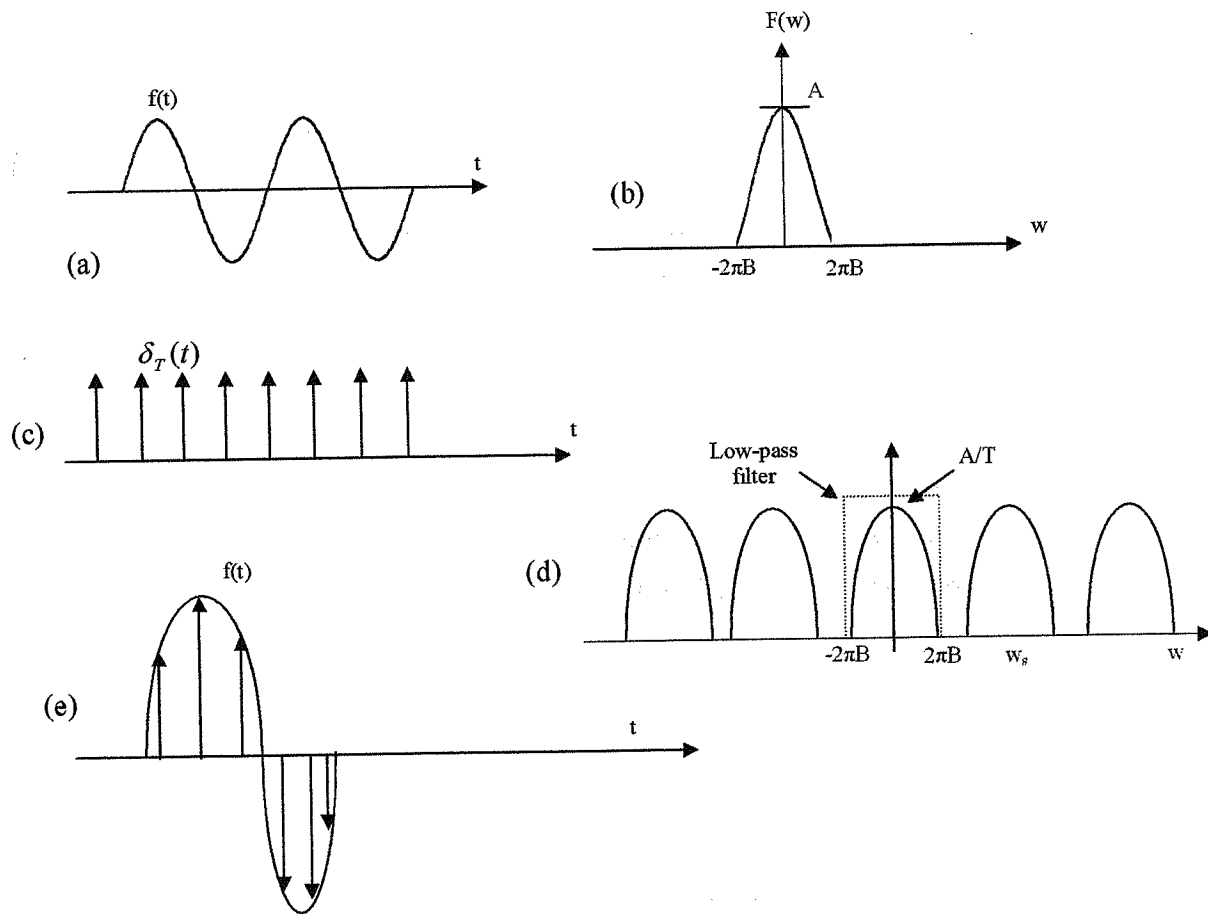 F(w)
A
f(t)
t
(b)
w
(a)
-2πB
2πB
δ_T(t)
(c)
t
Low-pass
filter
A/T
f(t)
(d)
-2πB
2πB
w_s
w
(e)
t